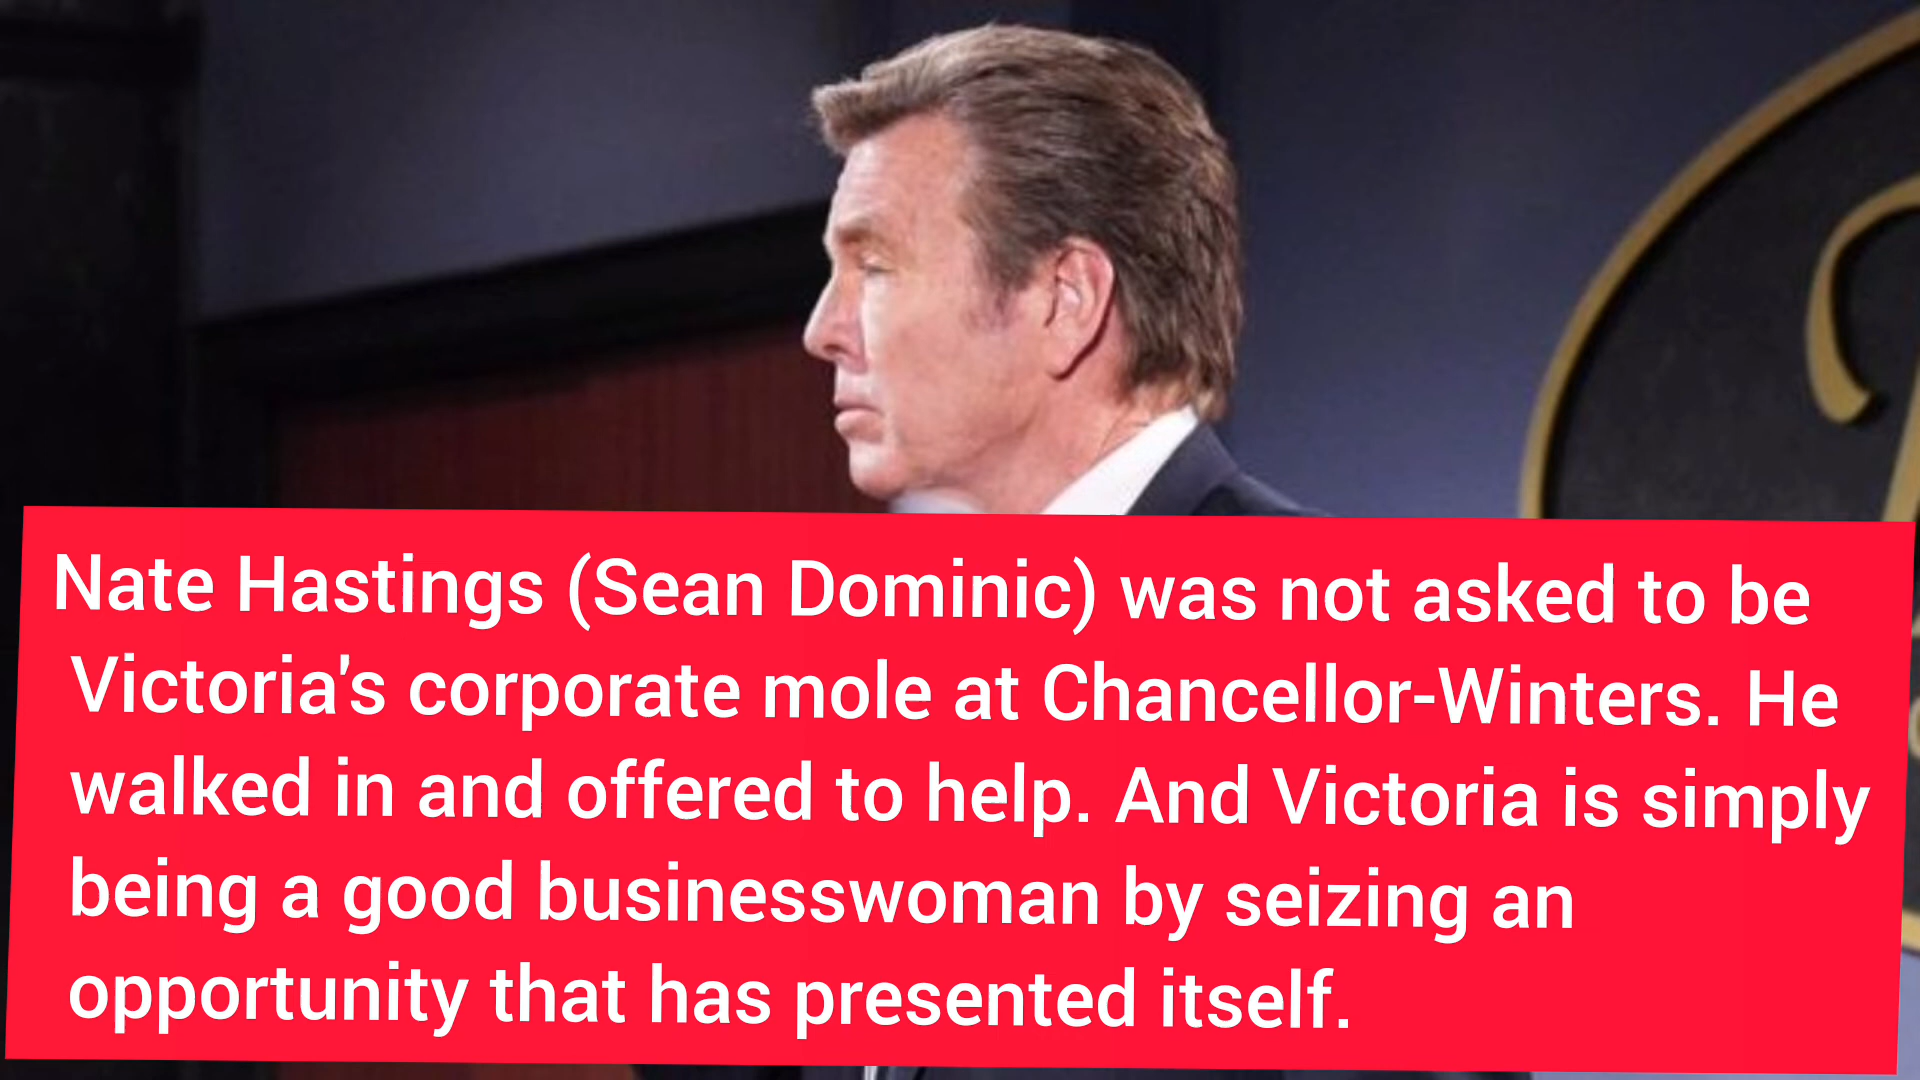 Nate Hastings (Sean Dominic) was not asked to be
Victoria's corporate mole at Chancellor-Winters. He
walked in and offered to help. And Victoria is simply
being a good businesswoman by seizing an
opportunity that has presented itself.